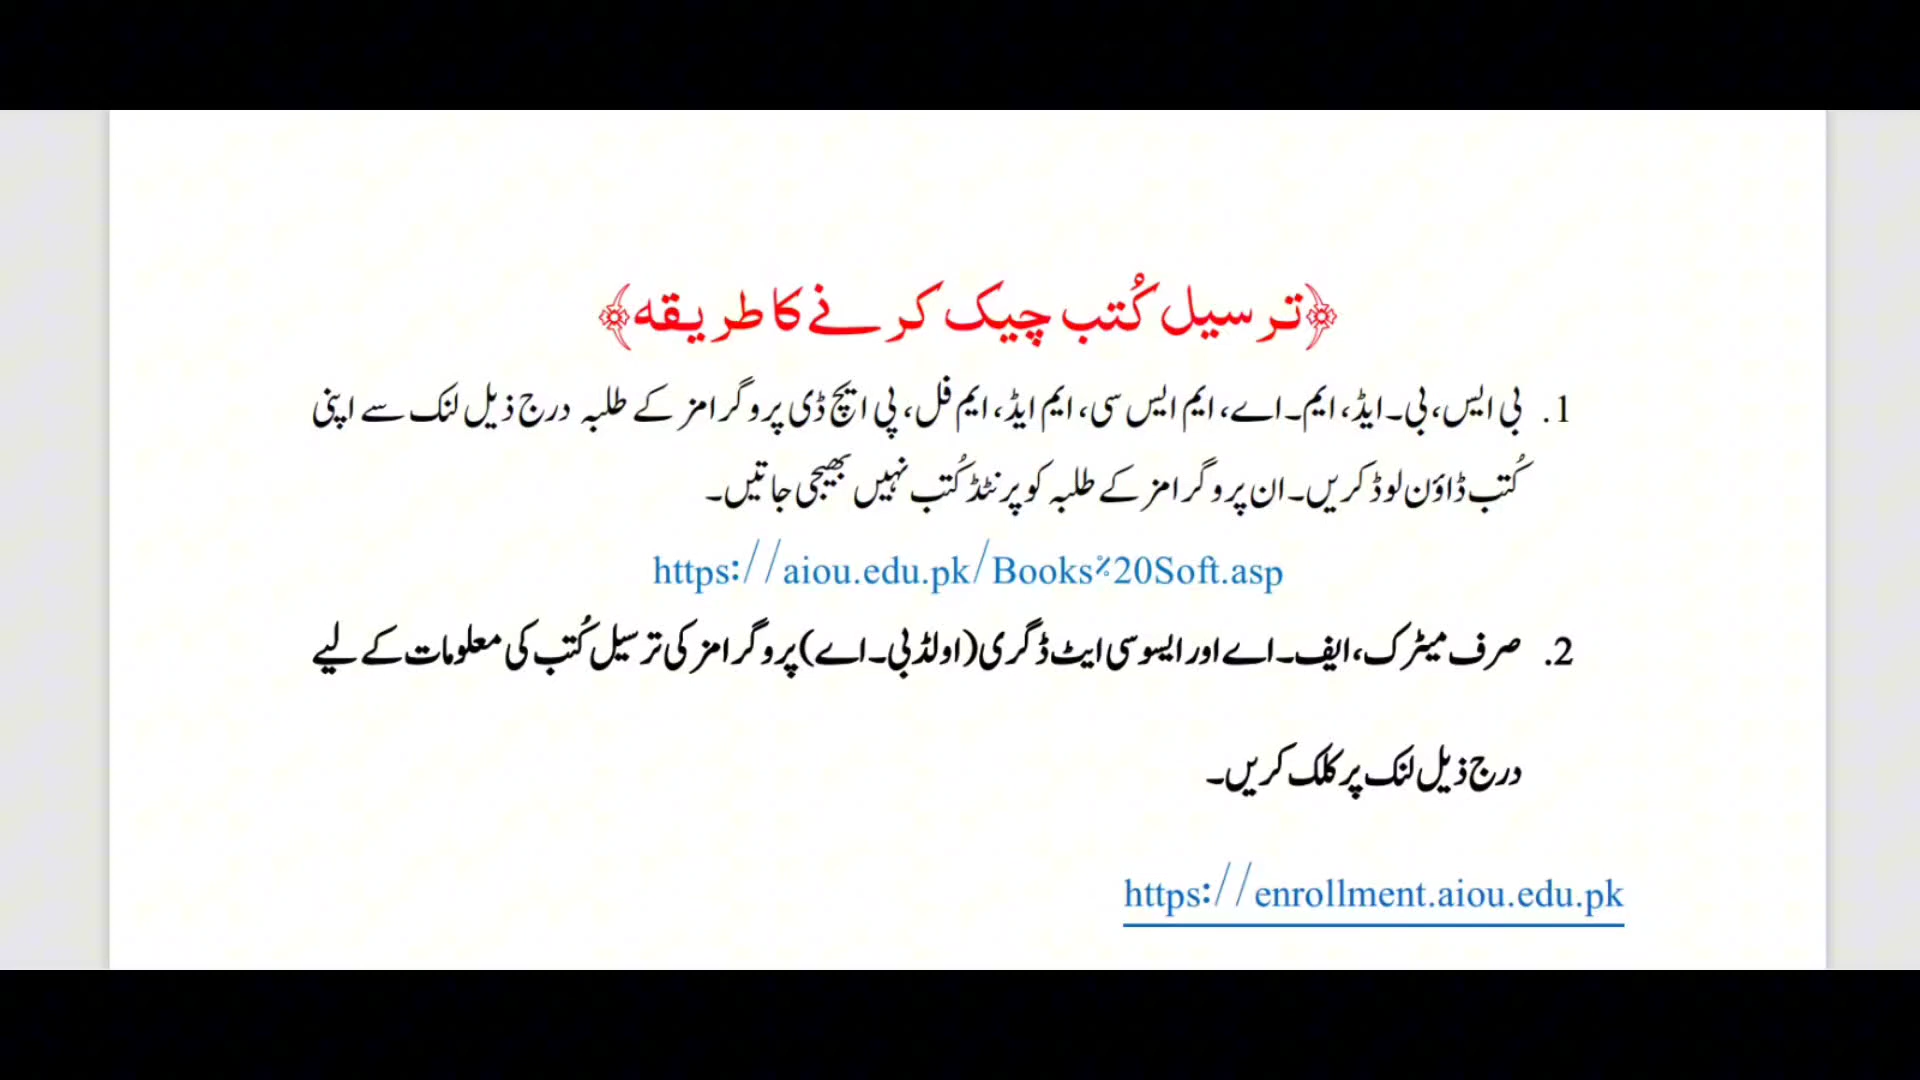 ﴿ترسیل کُتب چیک کرنے کا طریقہ﴾
1. بی ایس، بی۔ایڈ، ایم۔اے، ایم ایس سی، ایم ایڈ، ایم فل، پی ایچ ڈی پروگرامز کے طلبہ درج ذیل لنک سے اپنی
کُتب ڈاؤن لوڈ کریں۔ ان پروگرامز کے طلبہ کو پرنٹڈ کُتب نہیں بھیجی جاتیں۔
https://aiou.edu.pk/Books%20Soft.asp
2. صرف میٹرک، ایف۔اے اور ایسوسی ایٹ ڈگری (اولڈ بی۔اے) پروگرامز کی ترسیل کُتب کی معلومات کے لیے
درج ذیل لنک پر کلک کریں۔
https://enrollment.aiou.edu.pk